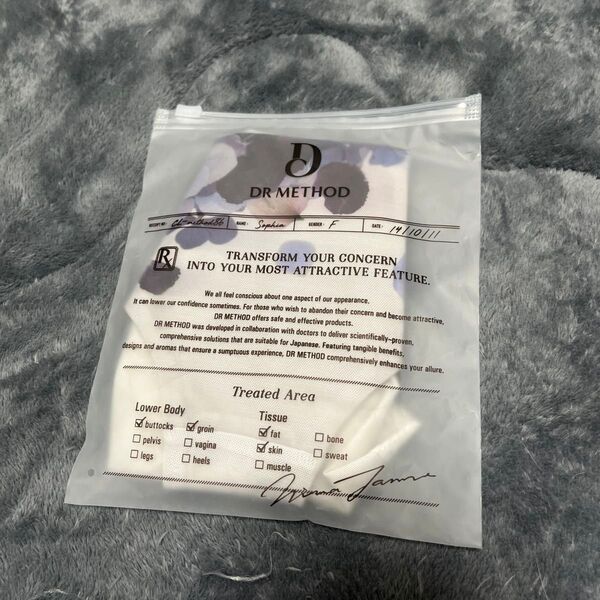 DR METHOD
RECEIPT NO: NAME: Sophia GENDER: F DATE: 14/10/11
Rx TRANSFORM YOUR CONCERN
INTO YOUR MOST ATTRACTIVE FEATURE.
We all feel conscious about one aspect of our appearance.
It can lower our confidence sometimes. For those who wish to abandon their concern and become attractive,
DR METHOD offers safe and effective products.
DR METHOD was developed in collaboration with doctors to deliver scientifically-proven,
comprehensive solutions that are suitable for Japanese. Featuring tangible benefits,
designs and aromas that ensure a sumptuous experience, DR METHOD comprehensively enhances your allure.
Treated Area
Lower Body Tissue
buttocks groin fat bone
pelvis vagina skin sweat
legs heels muscle